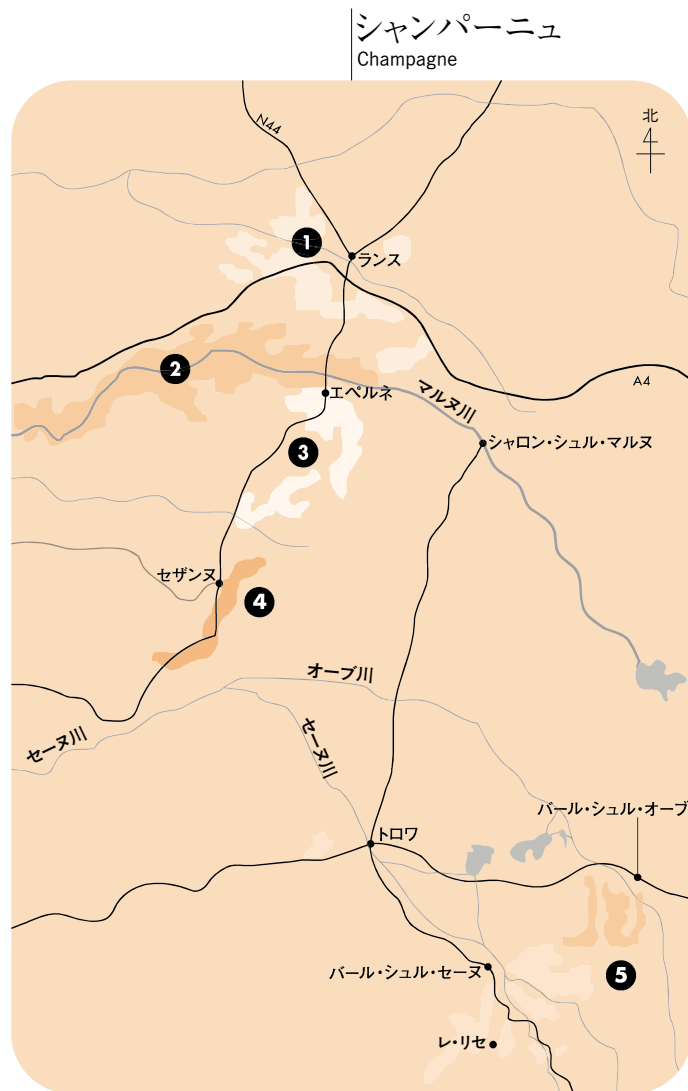 シャンパーニュ
Champagne
北
N44
1
ランス
2
A4
エペルネ
マルヌ川
3
シャロン・シュル・マルヌ
セザンヌ
4
オーブ川
セーヌ川
セーヌ川
バール・シュル・オーブ
トロワ
バール・シュル・セーヌ
5
レ・リセ